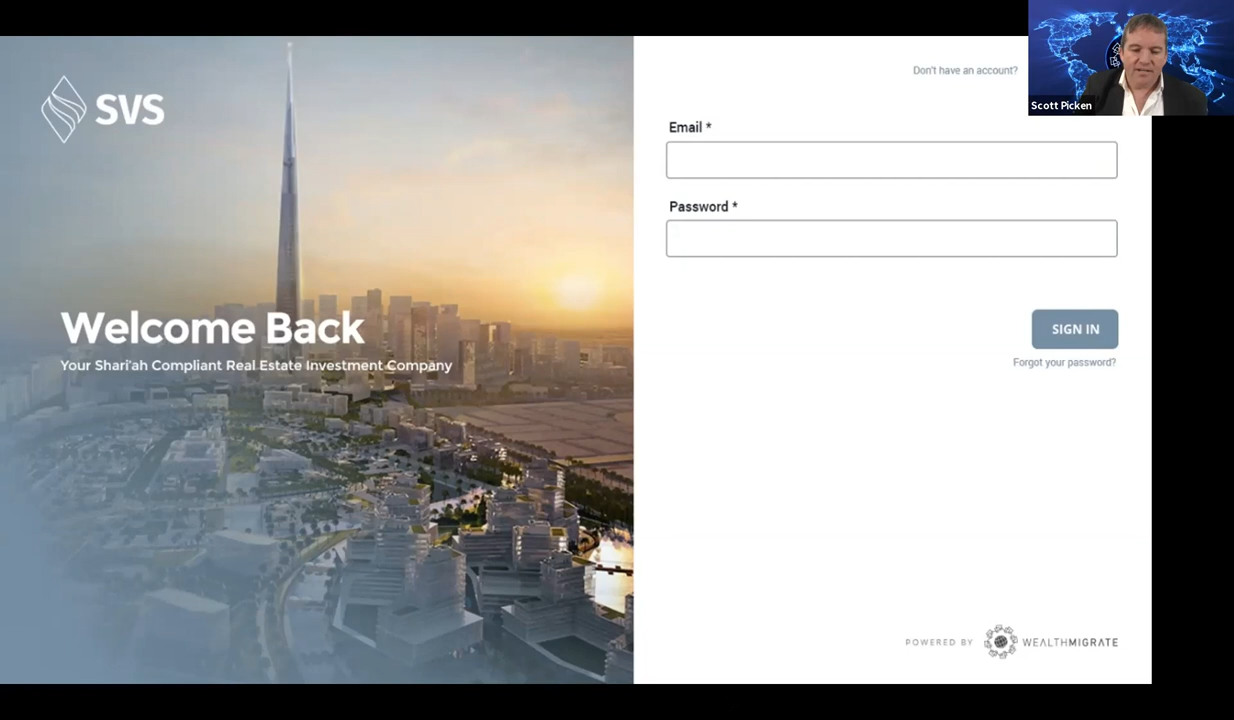 SVS
Welcome Back
Your Shari'ah Compliant Real Estate Investment Company
Don't have an account?
Email *
Password *
SIGN IN
Forgot your password?
POWERED BY WEALTHMIGRATE
Scott Picken